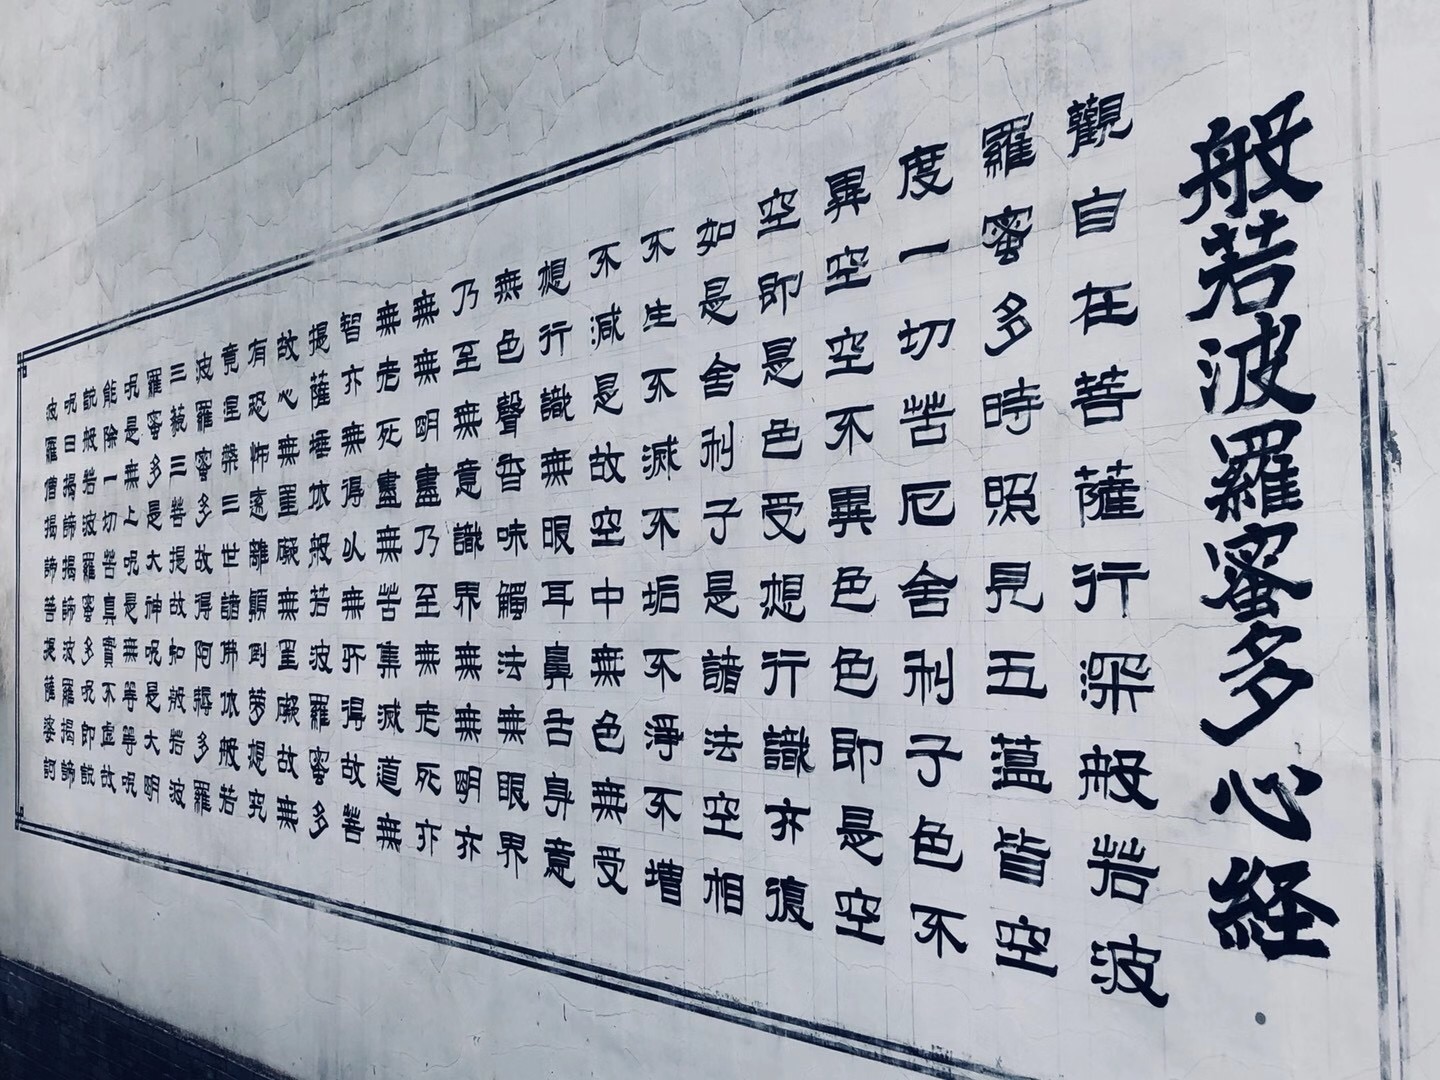 般若波羅蜜多心経
觀自在菩薩行深般若波
羅蜜多時照見五蘊皆空
度一切苦厄舍利子色不
異空空不異色色即是空
空即是色受想行識亦復
如是舍利子是諸法空相
不生不滅不垢不淨不增
不減是故空中無色無受
想行識無眼耳鼻舌身意
無色聲香味觸法無眼界
乃至無意識界無無明亦
無無明盡乃至無老死亦
無老死盡無苦集滅道無
智亦無得以無所得故菩
提薩埵依般若波羅蜜多
故心無罣礙無罣礙故無
有恐怖遠離顛倒夢想究
竟涅槃三世諸佛依般若
波羅蜜多故得阿耨多羅
三藐三菩提故知般若波
羅蜜多是大神呪是大明
呪是無上呪是無等等呪
能除一切苦真實不虛故
說般若波羅蜜多呪即說
呪曰揭諦揭諦波羅揭諦
波羅僧揭諦菩提薩婆訶